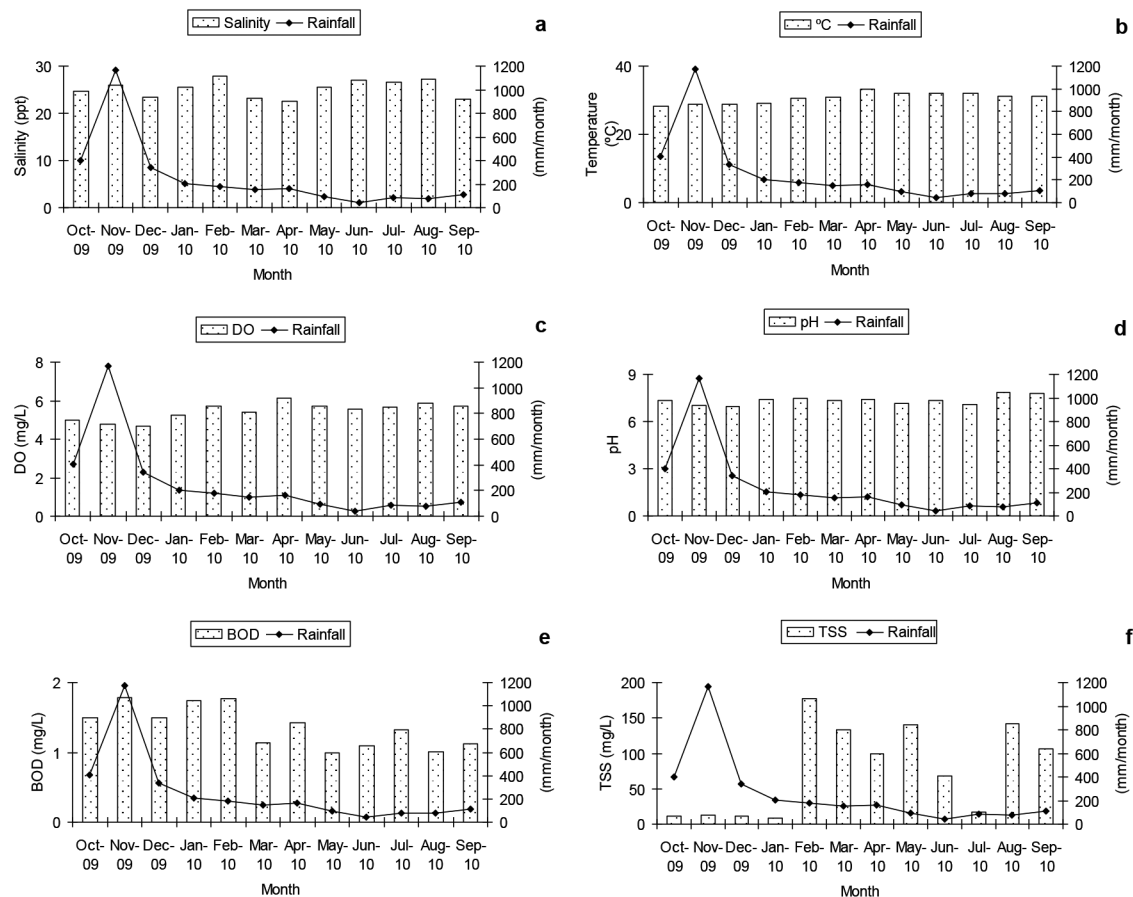 Salinity Rainfall
a
30
20
10
0
Salinity (ppt)
1200
1000
800
600
400
200
0
(mm/month)
Oct- Nov- Dec- Jan- Feb- Mar- Apr- May- Jun- Jul- Aug- Sep-
09 09 09 10 10 10 10 10 10 10 10 10
Month
ºC Rainfall
b
40
20
0
Temperature
(ºC)
1200
1000
800
600
400
200
0
(mm/month)
Oct- Nov- Dec- Jan- Feb- Mar- Apr- May- Jun- Jul- Aug- Sep-
09 09 09 10 10 10 10 10 10 10 10 10
Month
DO Rainfall
c
8
6
4
2
0
DO (mg/L)
1200
1000
800
600
400
200
0
(mm/month)
Oct- Nov- Dec- Jan- Feb- Mar- Apr- May- Jun- Jul- Aug- Sep-
09 09 09 10 10 10 10 10 10 10 10 10
Month
pH Rainfall
d
9
6
3
0
pH
1200
1000
800
600
400
200
0
(mm/month)
Oct- Nov- Dec- Jan- Feb- Mar- Apr- May- Jun- Jul- Aug- Sep-
09 09 09 10 10 10 10 10 10 10 10 10
Month
BOD Rainfall
e
2
1
0
BOD (mg/L)
1200
1000
800
600
400
200
0
(mm/month)
Oct- Nov- Dec- Jan- Feb- Mar- Apr- May- Jun- Jul- Aug- Sep-
09 09 09 10 10 10 10 10 10 10 10 10
Month
TSS Rainfall
f
200
150
100
50
0
TSS (mg/L)
1200
1000
800
600
400
200
0
(mm/month)
Oct- Nov- Dec- Jan- Feb- Mar- Apr- May- Jun- Jul- Aug- Sep-
09 09 09 10 10 10 10 10 10 10 10 10
Month